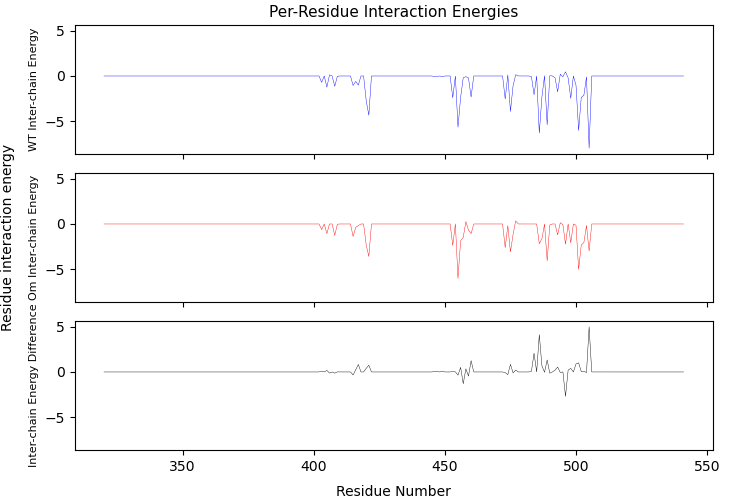 Per-Residue Interaction Energies
Residue interaction energy
WT Inter-chain Energy
5
0
−5
Om Inter-chain Energy
5
0
−5
Inter-chain Energy Difference
5
0
−5
350
400
450
500
550
Residue Number